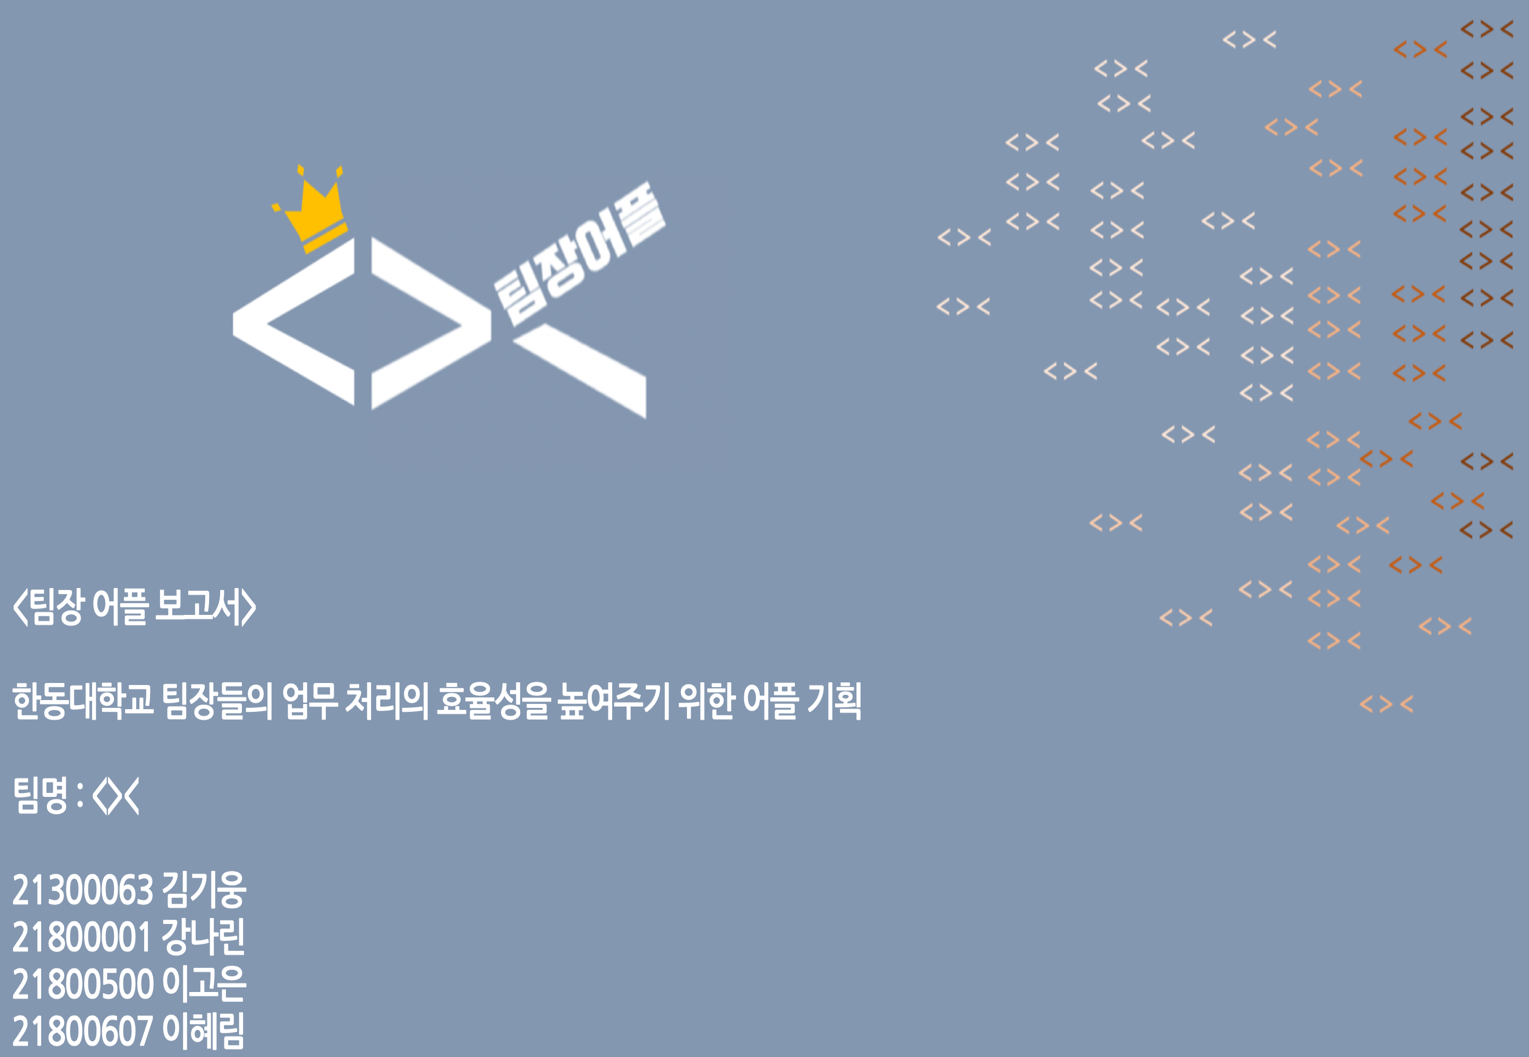 팀장어플
<팀장 어플 보고서>
한동대학교 팀장들의 업무 처리의 효율성을 높여주기 위한 어플 기획
팀명 : <><
21300063 김기웅
21800001 강나린
21800500 이고은
21800607 이혜림